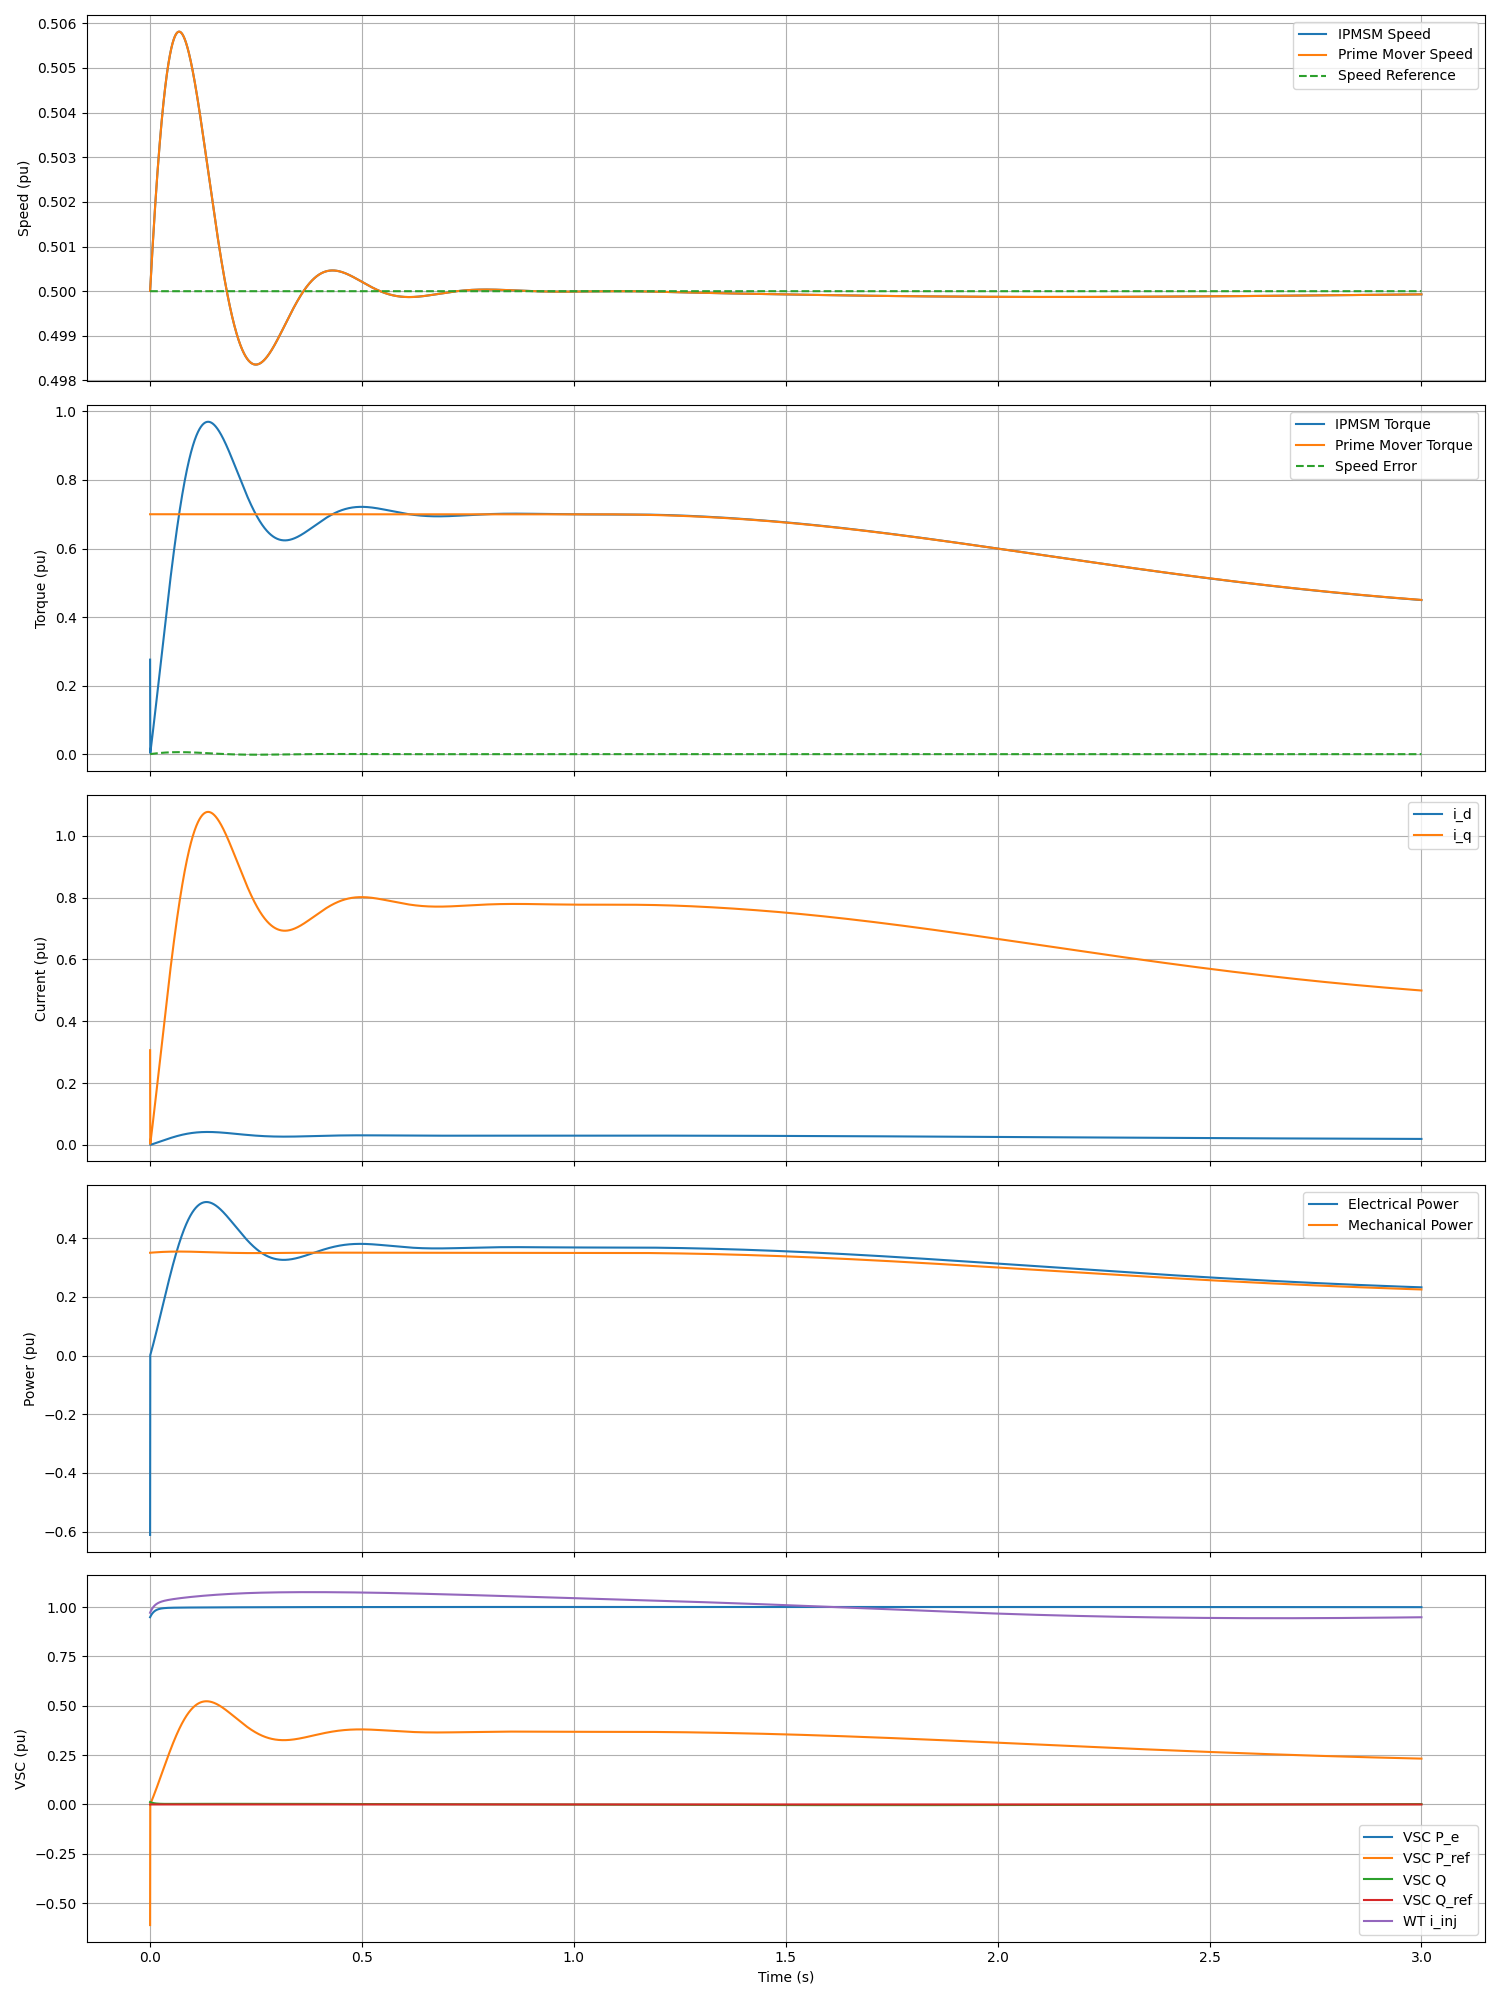 0.506
0.505
0.504
0.503
0.502
0.501
0.500
0.499
0.498
Speed (pu)
IPMSM Speed
Prime Mover Speed
Speed Reference
1.0
0.8
0.6
0.4
0.2
0.0
Torque (pu)
IPMSM Torque
Prime Mover Torque
Speed Error
1.0
0.8
0.6
0.4
0.2
0.0
Current (pu)
i_d
i_q
0.4
0.2
0.0
−0.2
−0.4
−0.6
Power (pu)
Electrical Power
Mechanical Power
1.00
0.75
0.50
0.25
0.00
−0.25
−0.50
VSC (pu)
VSC P_e
VSC P_ref
VSC Q
VSC Q_ref
WT i_inj
0.0 0.5 1.0 1.5 2.0 2.5 3.0
Time (s)